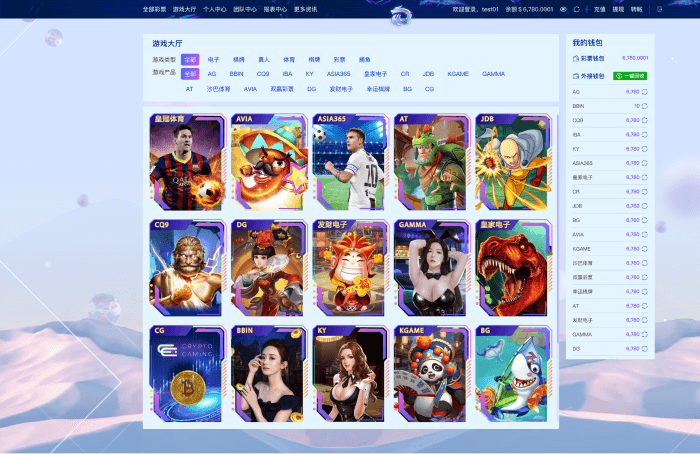 全部彩票 游戏大厅 个人中心 团队中心 报表中心 更多资讯
欢迎登录，test01 余额 $ 6,780.0001 充值 提现 转帐
游戏大厅
游戏类型 全部 电子 棋牌 真人 体育 棋牌 彩票 捕鱼
游戏产品 全部 AG BBIN CQ9 IBA KY ASIA365 皇家电子 CR JDB KGAME GAMMA
AT 沙巴体育 AVIA 双赢彩票 DG 发财电子 幸运棋牌 BG CG
皇冠体育 AVIA ASIA365 AT JDB
CQ9 DG 发财电子 GAMMA 皇家电子
CG BBIN KY KGAME BG
CRYPTO
GAMING
我的钱包
彩票钱包 6,780.0001
外接钱包 一键回收
AG 6,780
BBIN 10
CQ9 6,780
IBA 6,780
KY 6,780
ASIA365 6,780
皇家电子 6,780
CR 6,780
JDB 6,780
BG 6,780
AVIA 6,780
KGAME 6,780
沙巴体育 6,780
双赢彩票 6,780
幸运棋牌 6,780
AT 6,780
发财电子 6,780
GAMMA 6,780
DG 6,780